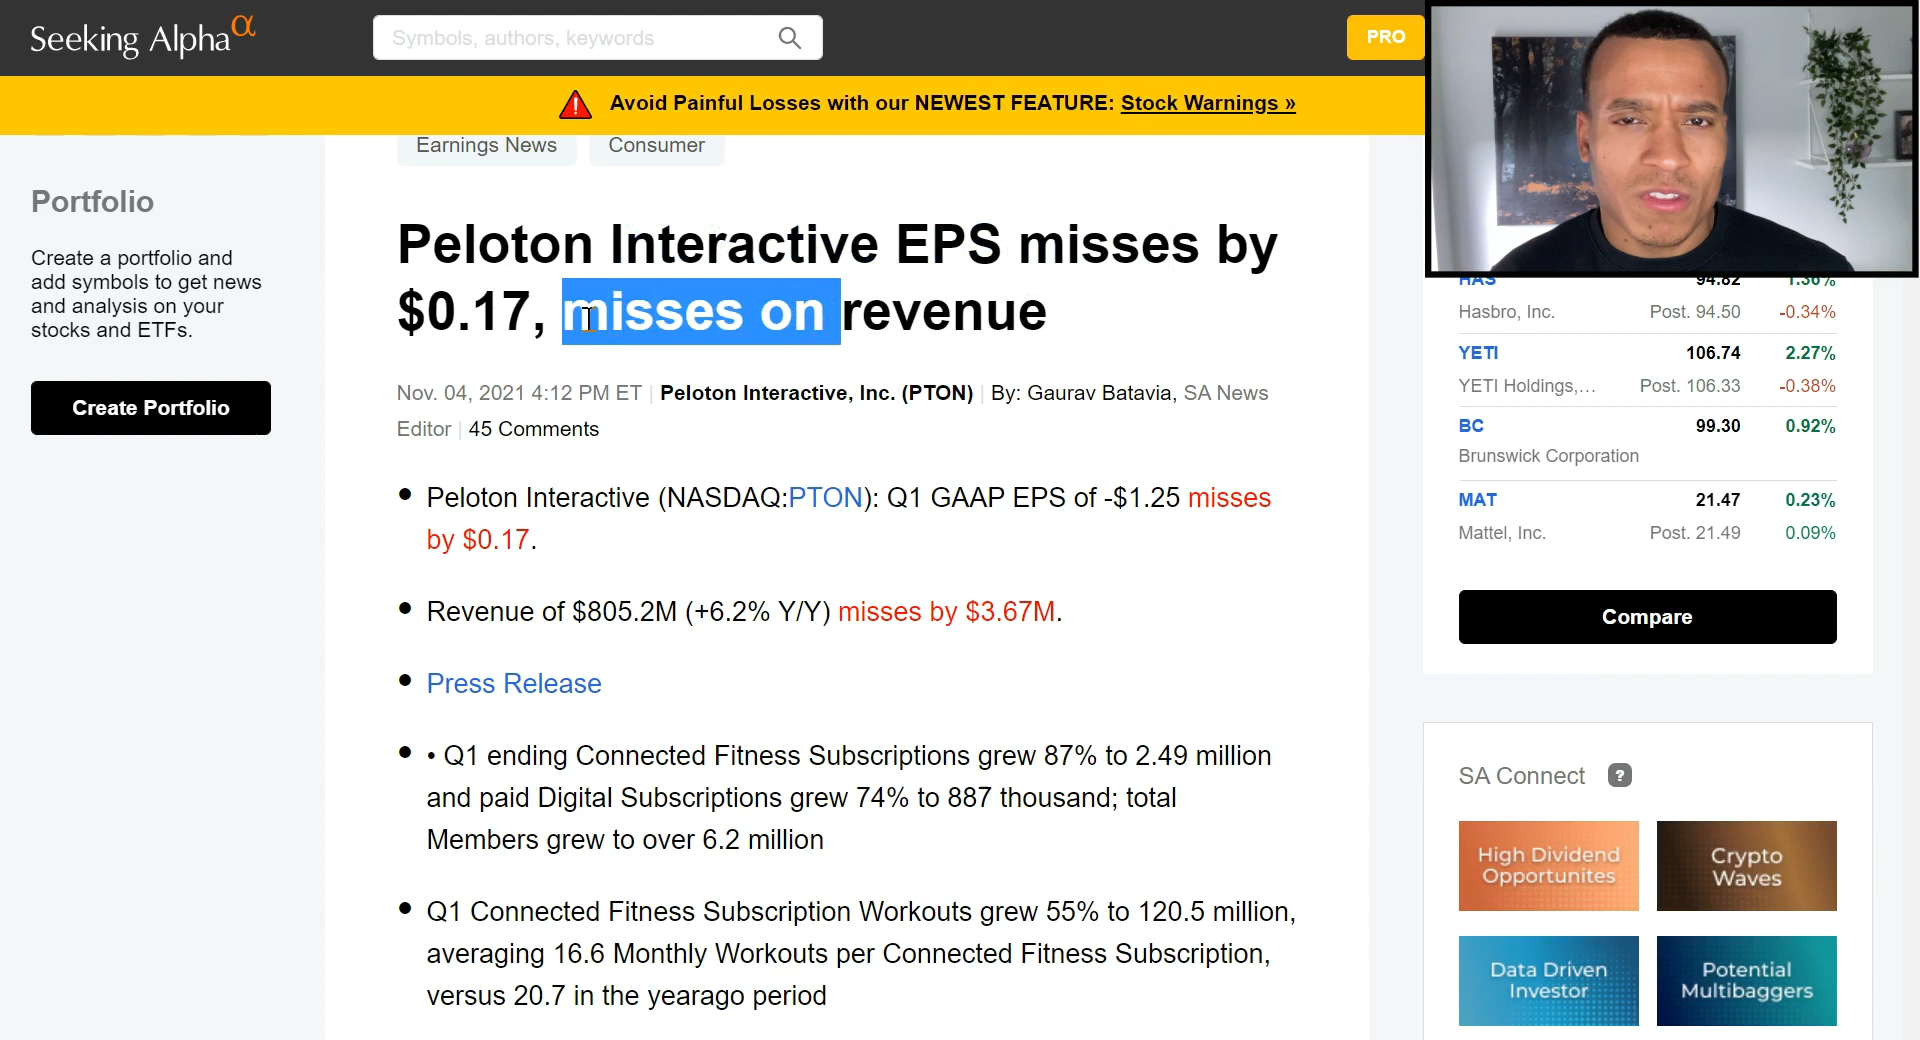 Seeking Alpha α
Symbols, authors, keywords
PRO
Avoid Painful Losses with our NEWEST FEATURE: Stock Warnings »
Earnings News
Consumer
Portfolio
Create a portfolio and
add symbols to get news
and analysis on your
stocks and ETFs.
Create Portfolio
Peloton Interactive EPS misses by
$0.17, misses on revenue
Nov. 04, 2021 4:12 PM ET | Peloton Interactive, Inc. (PTON) | By: Gaurav Batavia, SA News
Editor | 45 Comments
• Peloton Interactive (NASDAQ:PTON): Q1 GAAP EPS of -$1.25 misses
by $0.17.
• Revenue of $805.2M (+6.2% Y/Y) misses by $3.67M.
• Press Release
• • Q1 ending Connected Fitness Subscriptions grew 87% to 2.49 million
and paid Digital Subscriptions grew 74% to 887 thousand; total
Members grew to over 6.2 million
• Q1 Connected Fitness Subscription Workouts grew 55% to 120.5 million,
averaging 16.6 Monthly Workouts per Connected Fitness Subscription,
versus 20.7 in the yearago period
HAS 94.82 1.36%
Hasbro, Inc. Post. 94.50 -0.34%
YETI 106.74 2.27%
YETI Holdings,... Post. 106.33 -0.38%
BC 99.30 0.92%
Brunswick Corporation
MAT 21.47 0.23%
Mattel, Inc. Post. 21.49 0.09%
Compare
SA Connect ?
High Dividend
Opportunites
Crypto
Waves
Data Driven
Investor
Potential
Multibaggers